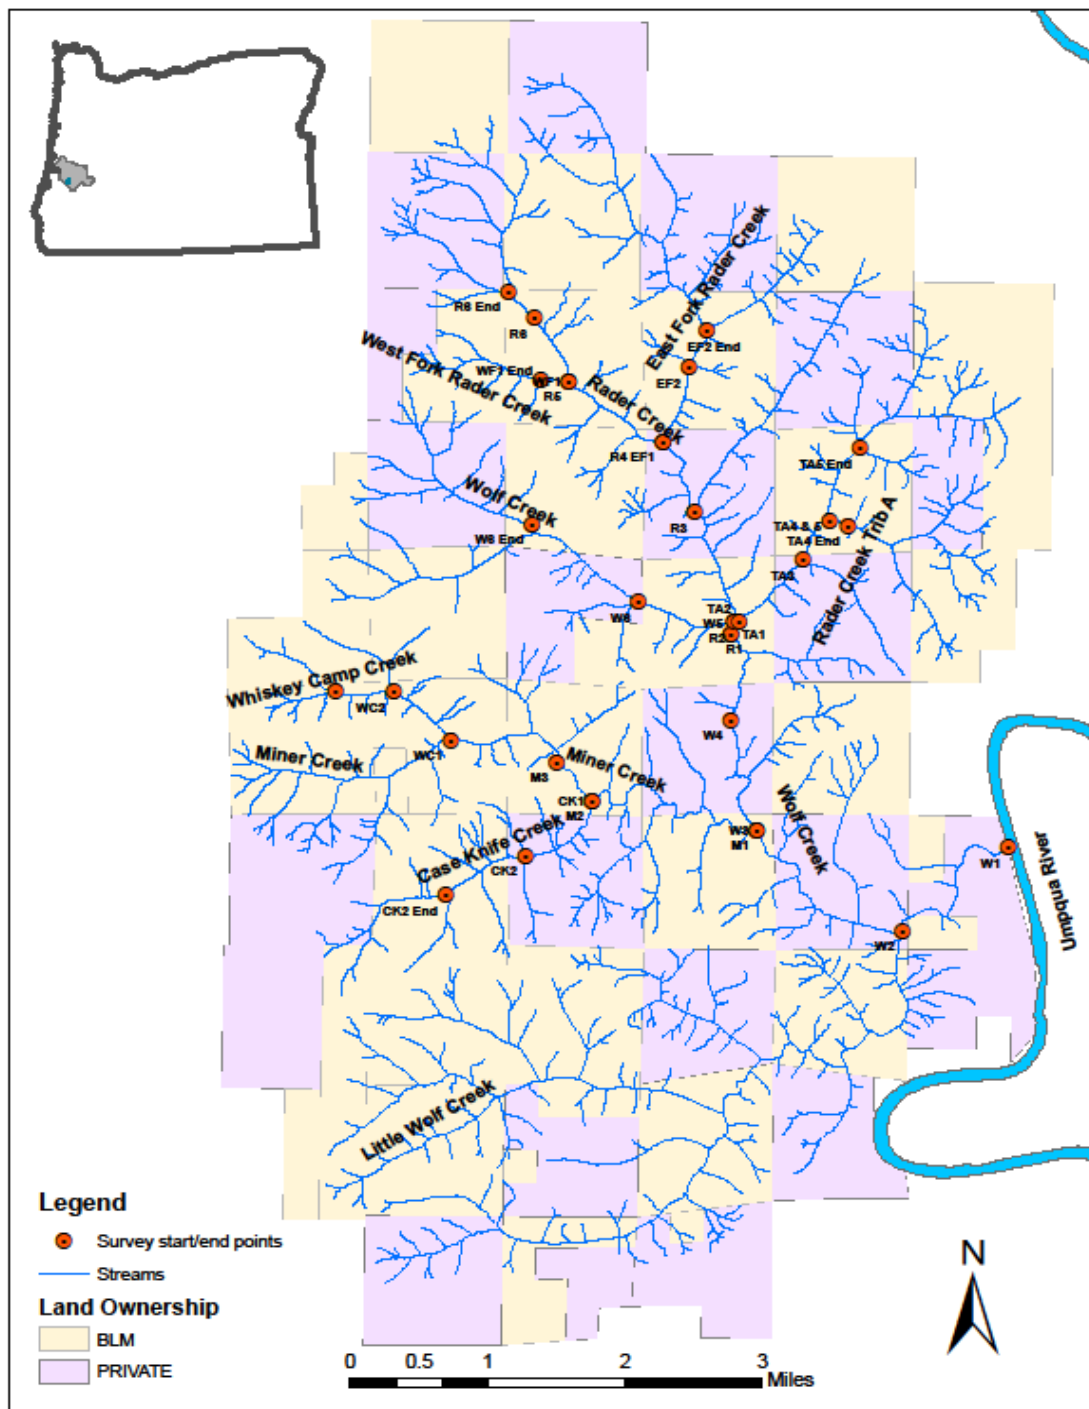 East Fork Rader Creek
R6 End
R6
EF2 End
West Fork Rader Creek
WF1 End
WF1
R5
Rader Creek
EF2
R4 EF1
TA5 End
Wolf Creek
W6 End
R3
TA4 & 5
TA4 End
Rader Creek Trib A
TA3
W6
TA2
W5
TA1
R2
R1
Whiskey Camp Creek
WC2
W4
Miner Creek
WC1
M3
Miner Creek
CK1
M2
Wolf Creek
W3
M1
Case Knife Creek
CK2
W1
Umpqua River
CK2 End
W2
Little Wolf Creek
Legend
Survey start/end points
Streams
Land Ownership
BLM
PRIVATE
N
0 0.5 1 2 3
Miles